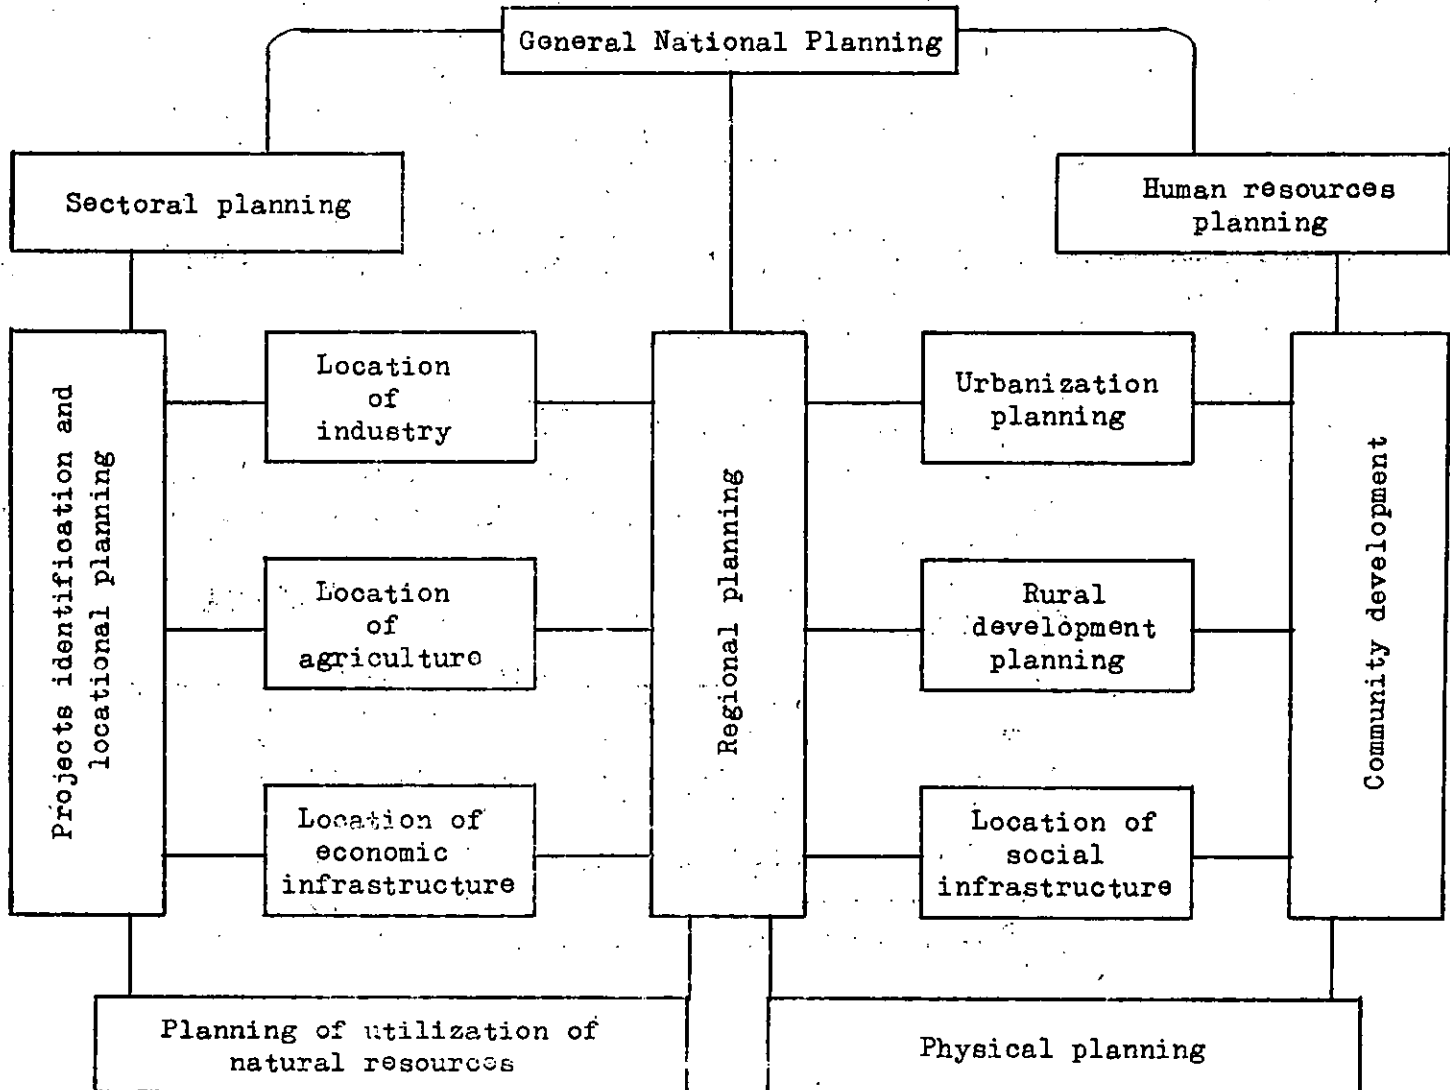 General National Planning
Sectoral planning
Human resources
planning
Projects identification and
locational planning
Location
of
industry
Regional planning
Urbanization
planning
Community development
Location
of
agriculture
Rural
development
planning
Location of
economic
infrastructure
Location of
social
infrastructure
Planning of utilization of
natural resources
Physical planning